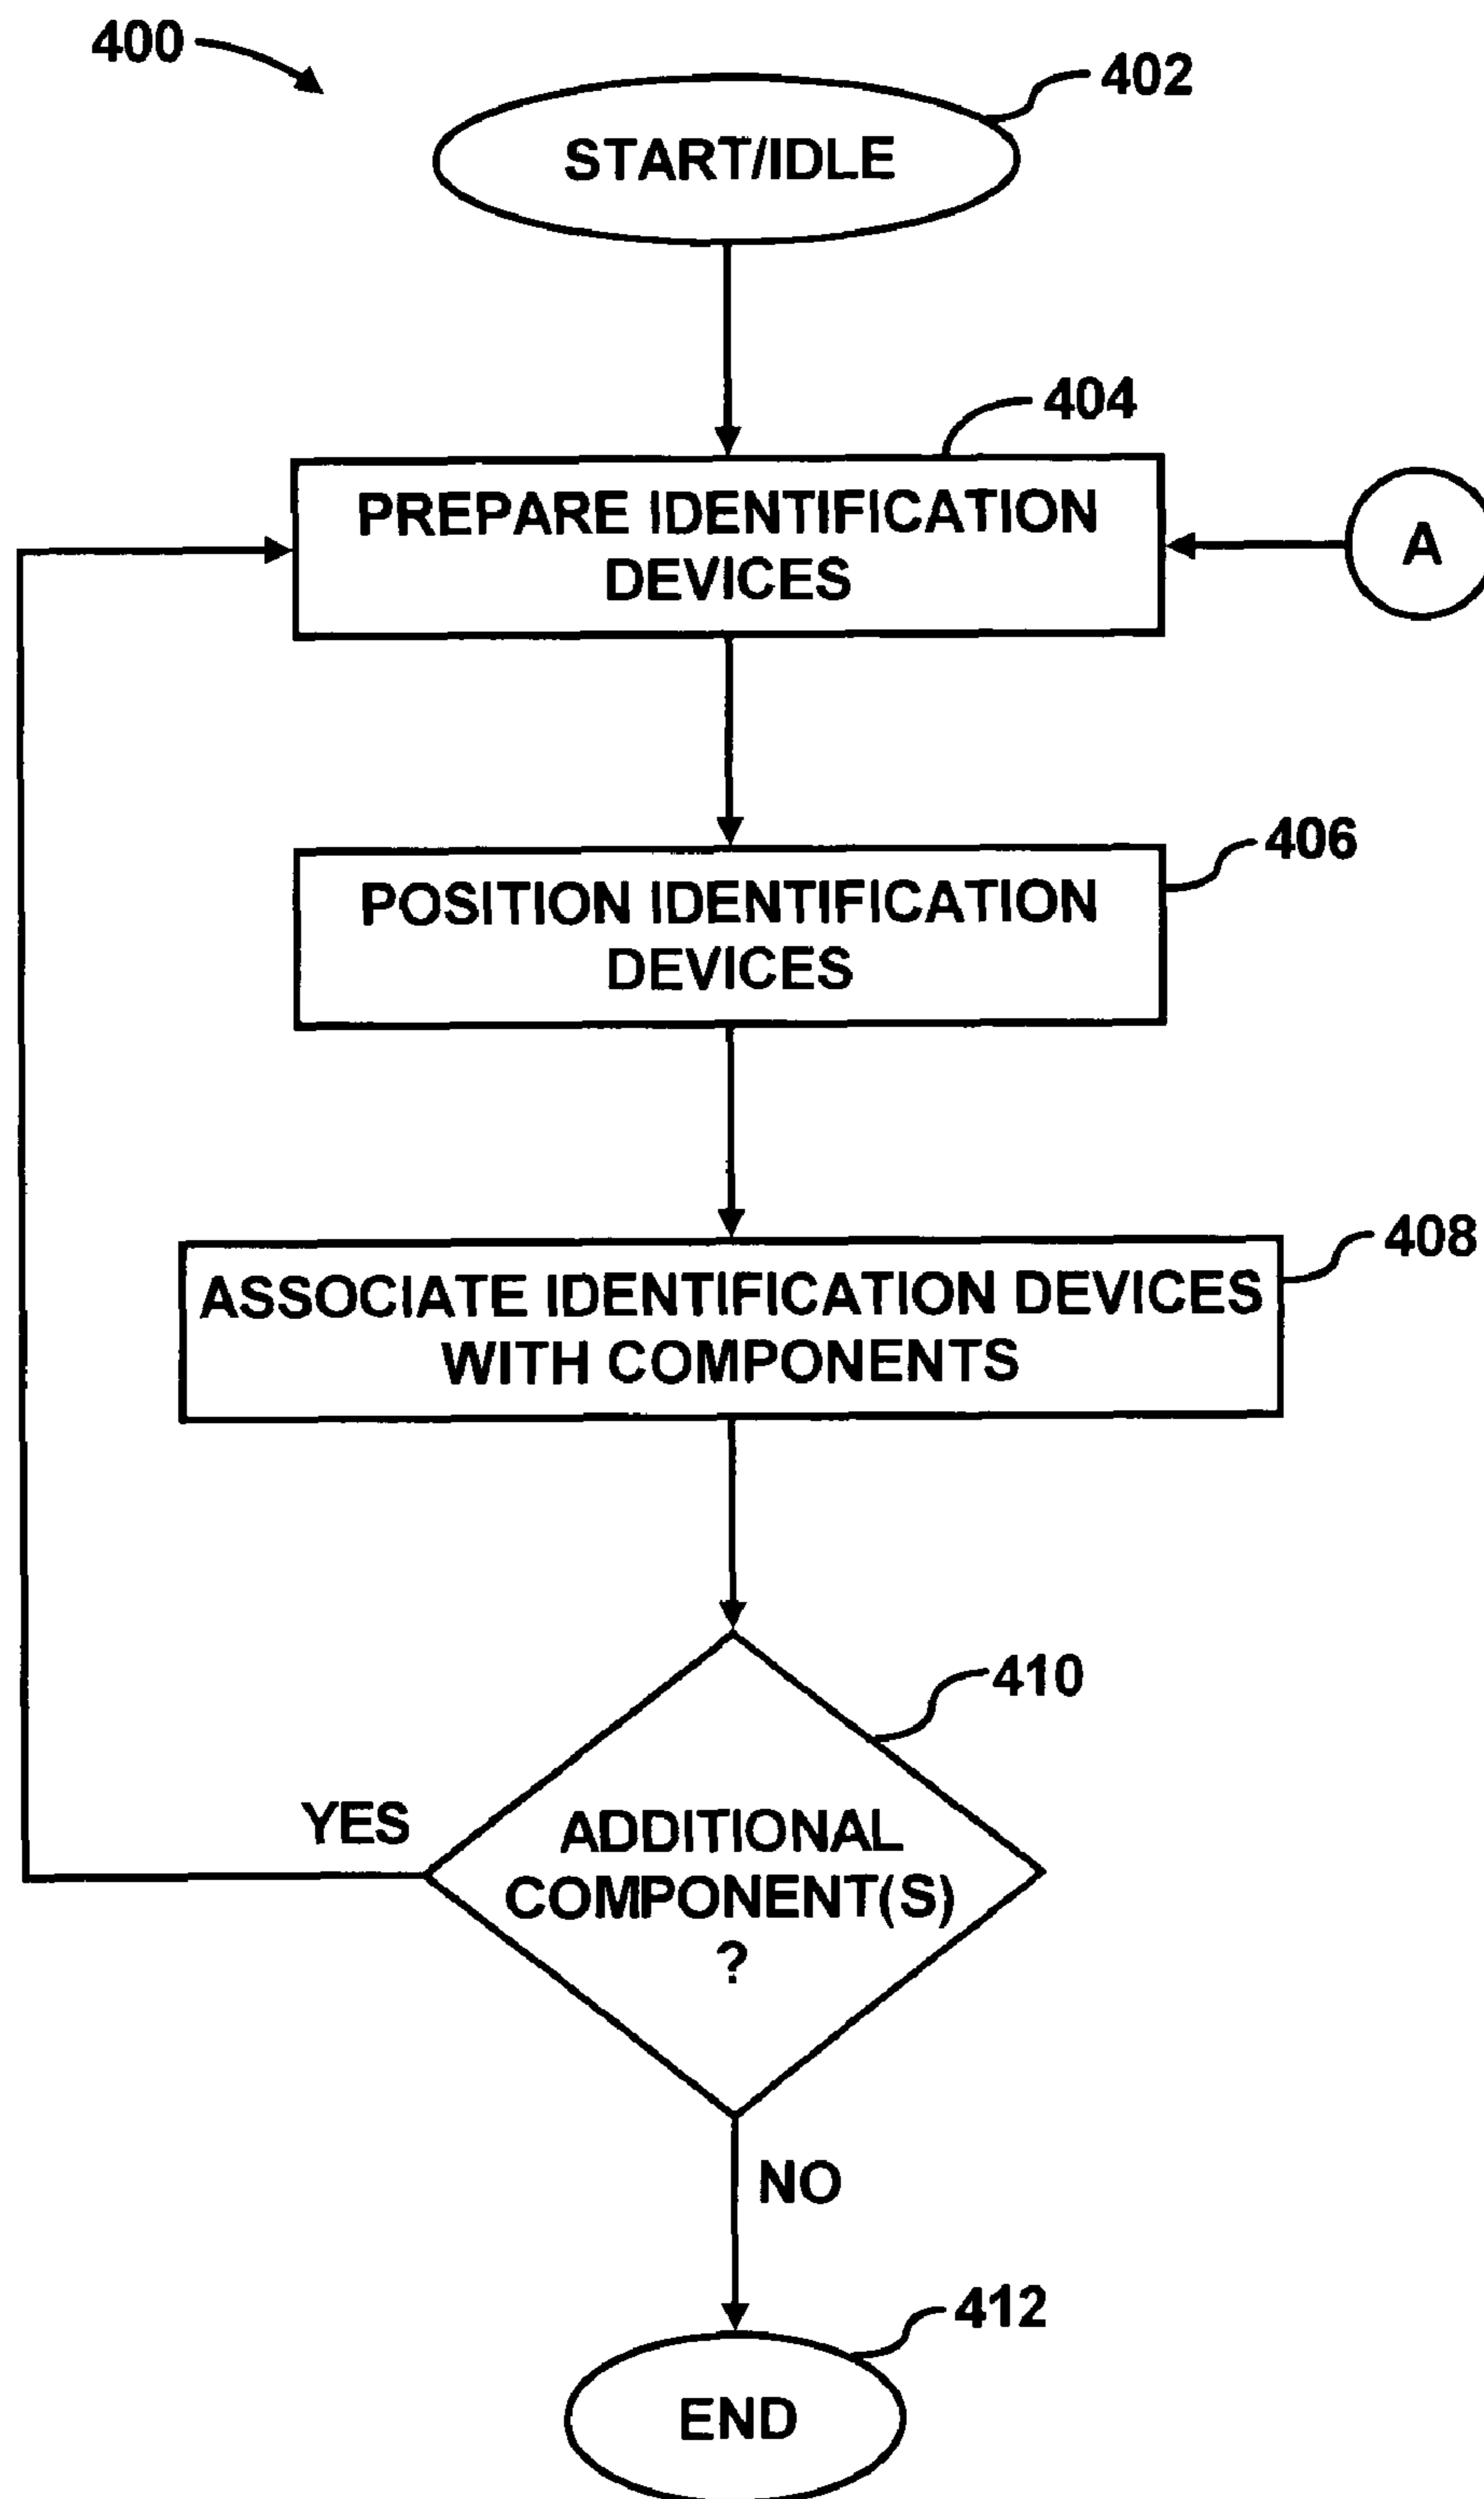 400
402
START/IDLE
404
PREPARE IDENTIFICATION
DEVICES
A
406
POSITION IDENTIFICATION
DEVICES
408
ASSOCIATE IDENTIFICATION DEVICES
WITH COMPONENTS
410
YES
ADDITIONAL
COMPONENT(S)
?
NO
412
END